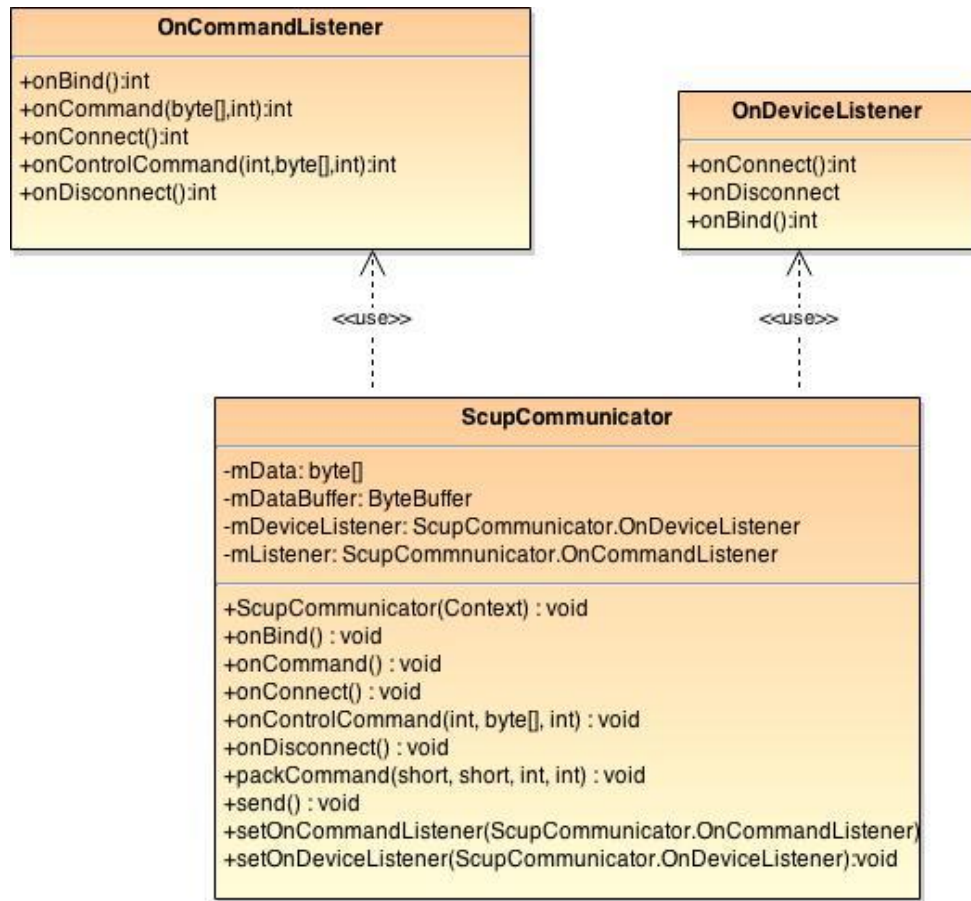 OnCommandListener
+onBind():int
+onCommand(byte[],int):int
+onConnect():int
+onControlCommand(int,byte[],int):int
+onDisconnect():int
OnDeviceListener
+onConnect():int
+onDisconnect
+onBind():int
<<use>>
<<use>>
ScupCommunicator
-mData: byte[]
-mDataBuffer: ByteBuffer
-mDeviceListener: ScupCommunicator.OnDeviceListener
-mListener: ScupCommnunicator.OnCommandListener
+ScupCommunicator(Context) : void
+onBind() : void
+onCommand() : void
+onConnect() : void
+onControlCommand(int, byte[], int) : void
+onDisconnect() : void
+packCommand(short, short, int, int) : void
+send() : void
+setOnCommandListener(ScupCommunicator.OnCommandListener)
+setOnDeviceListener(ScupCommunicator.OnDeviceListener):void